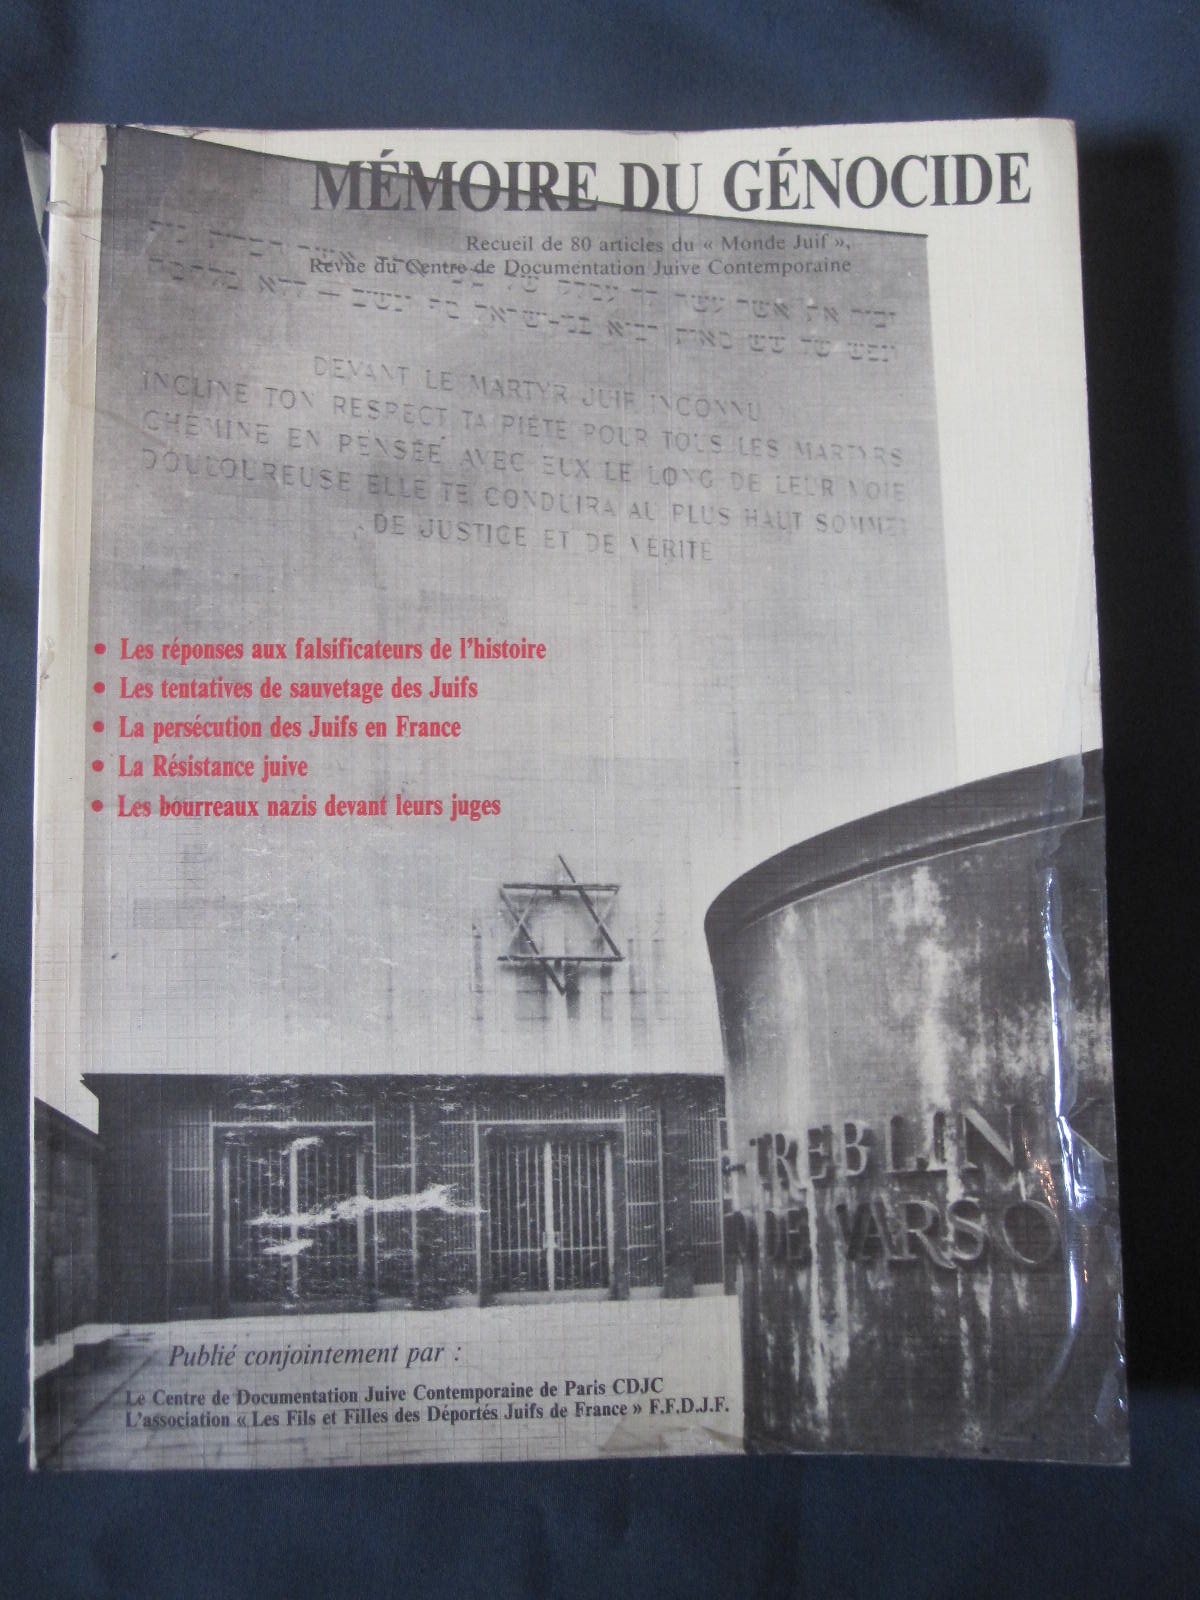 MÉMOIRE DU GÉNOCIDE
Recueil de 80 articles du « Monde Juif »,
Revue du Centre de Documentation Juive Contemporaine
DEVANT LE MARTYR JUIF INCONNU
INCLINE TON RESPECT TA PIÉTÉ POUR TOUS LES MARTYRS
CHEMINE EN PENSÉE AVEC EUX LE LONG DE LEUR VOIE
DOULOUREUSE ELLE TE CONDUIRA AU PLUS HAUT SOMMET
DE JUSTICE ET DE VÉRITÉ
• Les réponses aux falsificateurs de l'histoire
• Les tentatives de sauvetage des Juifs
• La persécution des Juifs en France
• La Résistance juive
• Les bourreaux nazis devant leurs juges
TREBLINK
DE VARSO
Publié conjointement par :
Le Centre de Documentation Juive Contemporaine de Paris CDJC
L'association « Les Fils et Filles des Déportés Juifs de France » F.F.D.J.F.